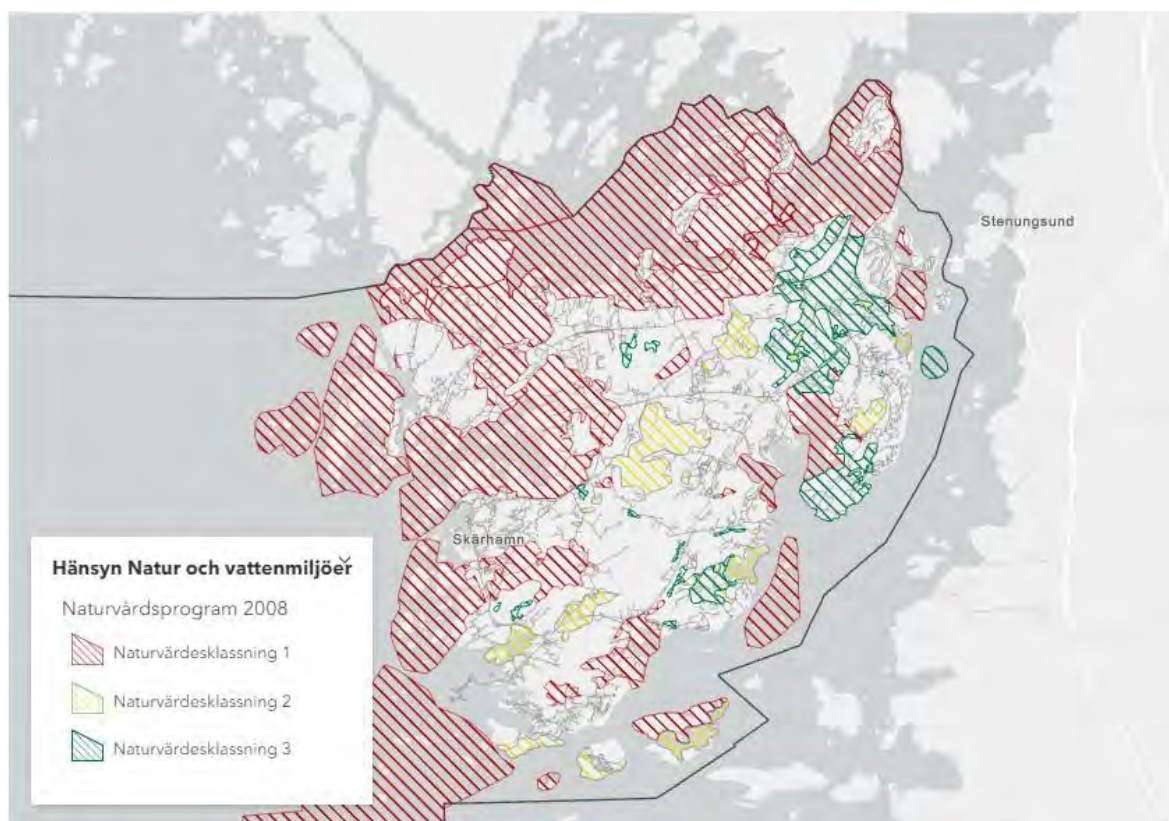 Stenungsund
Skärhamn
Hänsyn Natur och vattenmiljöer
Naturvårdsprogram 2008
Naturvärdesklassning 1
Naturvärdesklassning 2
Naturvärdesklassning 3